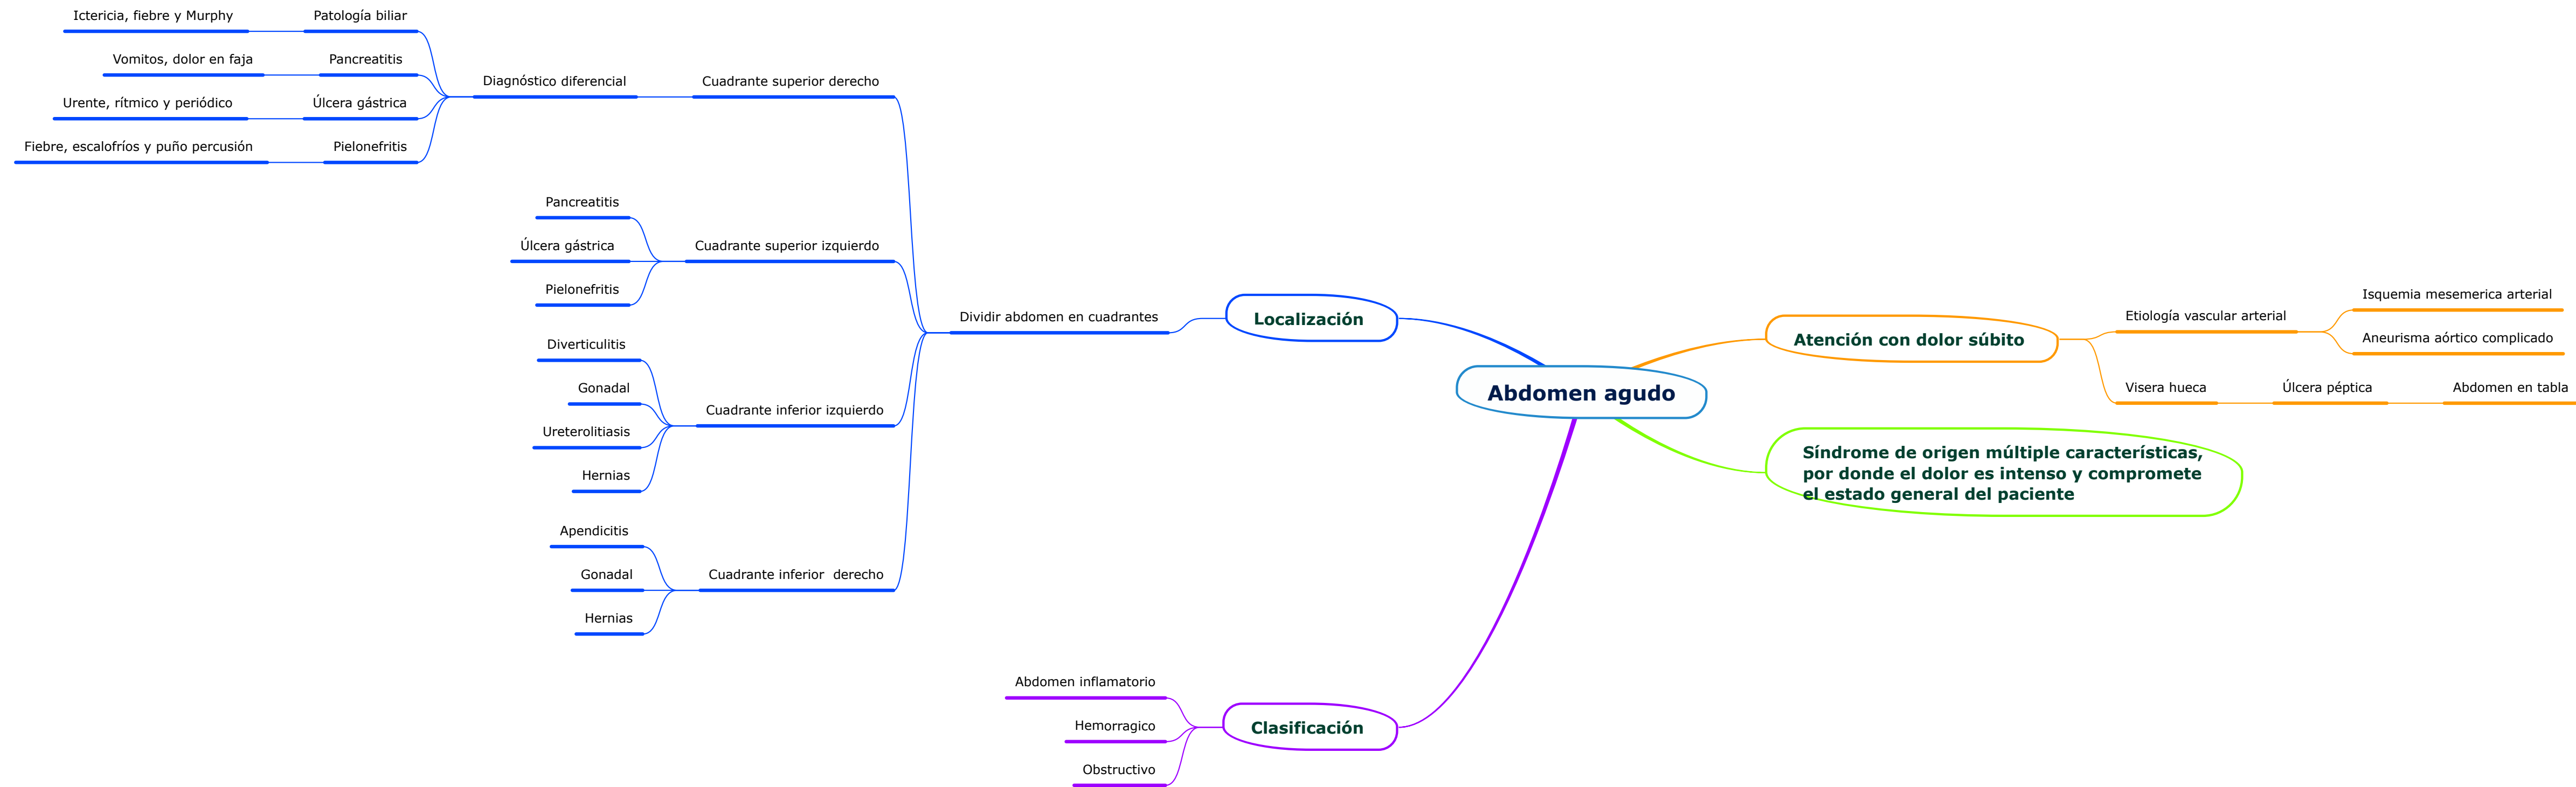 Ictericia, fiebre y Murphy
Patología biliar
Vomitos, dolor en faja
Pancreatitis
Urente, rítmico y periódico
Úlcera gástrica
Fiebre, escalofríos y puño percusión
Pielonefritis
Diagnóstico diferencial
Cuadrante superior derecho
Pancreatitis
Úlcera gástrica
Pielonefritis
Cuadrante superior izquierdo
Diverticulitis
Gonadal
Ureterolitiasis
Hernias
Cuadrante inferior izquierdo
Apendicitis
Gonadal
Hernias
Cuadrante inferior  derecho
Dividir abdomen en cuadrantes
Localización
Abdomen agudo
Atención con dolor súbito
Etiología vascular arterial
Isquemia mesemerica arterial
Aneurisma aórtico complicado
Visera hueca
Úlcera péptica
Abdomen en tabla
Síndrome de origen múltiple características,
por donde el dolor es intenso y compromete
el estado general del paciente
Abdomen inflamatorio
Hemorragico
Obstructivo
Clasificación